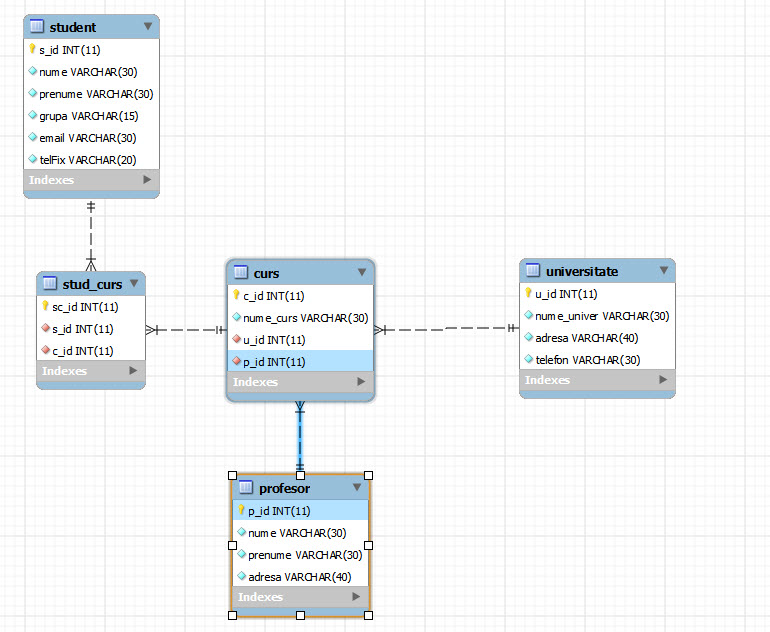 student
s_id INT(11)
nume VARCHAR(30)
prenume VARCHAR(30)
grupa VARCHAR(15)
email VARCHAR(30)
telFix VARCHAR(20)
Indexes
stud_curs
sc_id INT(11)
s_id INT(11)
c_id INT(11)
Indexes
curs
c_id INT(11)
nume_curs VARCHAR(30)
u_id INT(11)
p_id INT(11)
Indexes
universitate
u_id INT(11)
nume_univer VARCHAR(30)
adresa VARCHAR(40)
telefon VARCHAR(30)
Indexes
profesor
p_id INT(11)
nume VARCHAR(30)
prenume VARCHAR(30)
adresa VARCHAR(40)
Indexes